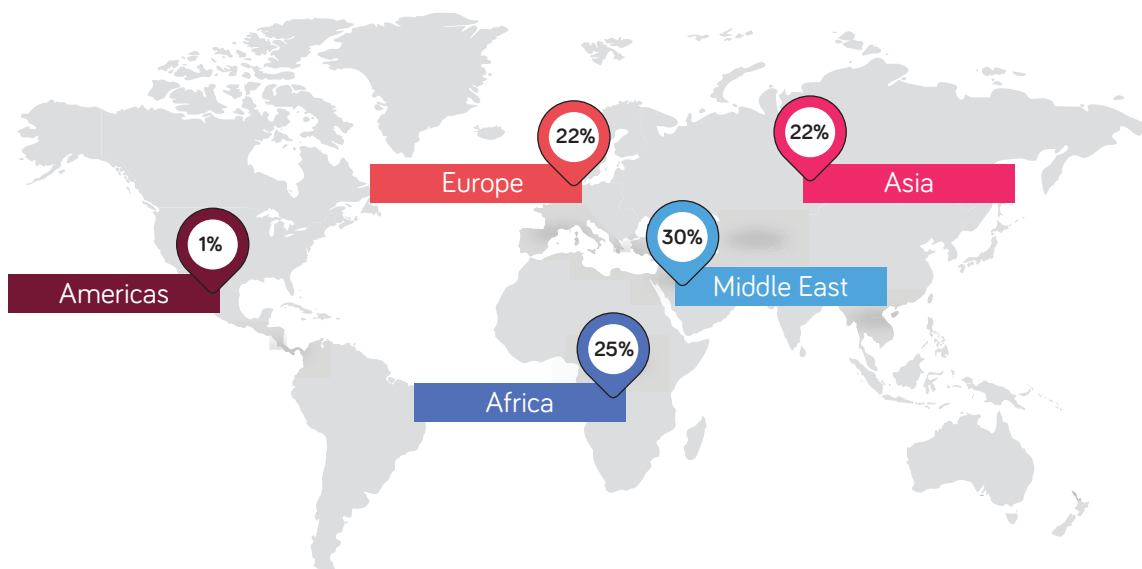 22%
Europe
22%
Asia
1%
Americas
30%
Middle East
25%
Africa